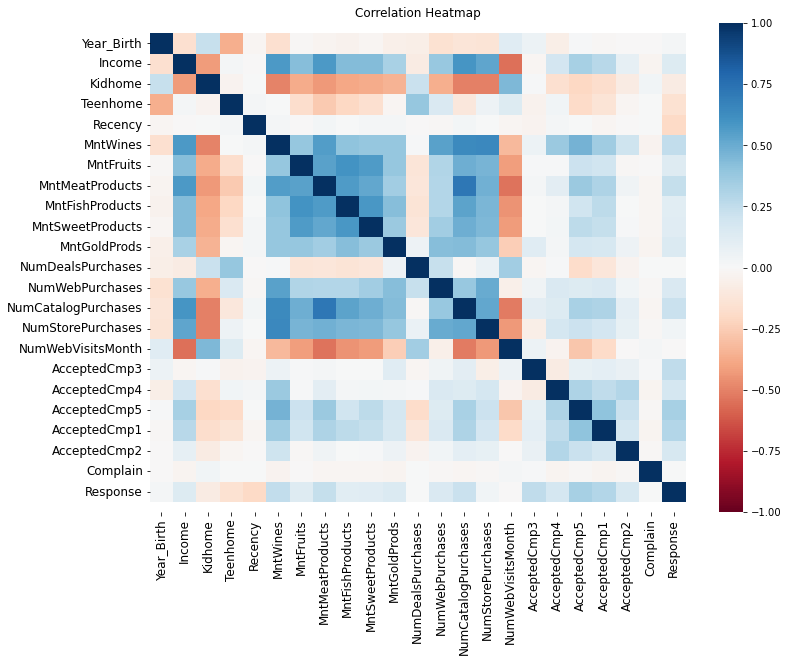 Correlation Heatmap
Year_Birth
Income
Kidhome
Teenhome
Recency
MntWines
MntFruits
MntMeatProducts
MntFishProducts
MntSweetProducts
MntGoldProds
NumDealsPurchases
NumWebPurchases
NumCatalogPurchases
NumStorePurchases
NumWebVisitsMonth
AcceptedCmp3
AcceptedCmp4
AcceptedCmp5
AcceptedCmp1
AcceptedCmp2
Complain
Response
Year_Birth
Income
Kidhome
Teenhome
Recency
MntWines
MntFruits
MntMeatProducts
MntFishProducts
MntSweetProducts
MntGoldProds
NumDealsPurchases
NumWebPurchases
NumCatalogPurchases
NumStorePurchases
NumWebVisitsMonth
AcceptedCmp3
AcceptedCmp4
AcceptedCmp5
AcceptedCmp1
AcceptedCmp2
Complain
Response
1.00
0.75
0.50
0.25
0.00
−0.25
−0.50
−0.75
−1.00